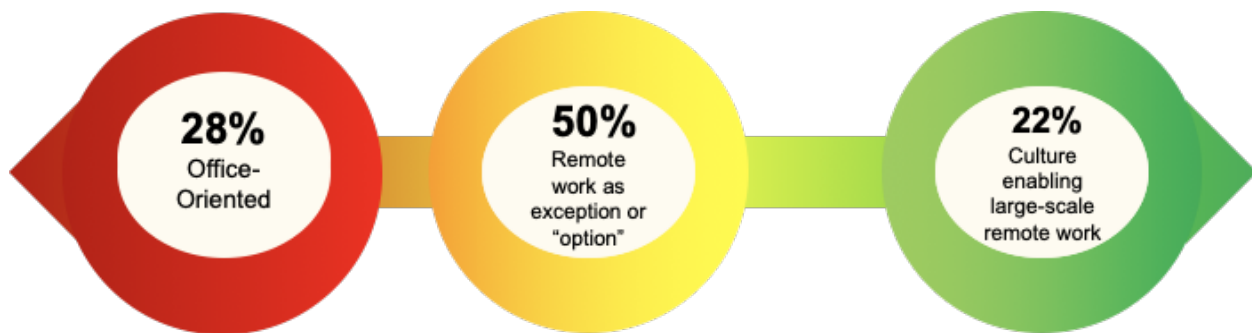 28%
Office-
Oriented
50%
Remote
work as
exception or
“option”
22%
Culture
enabling
large-scale
remote work